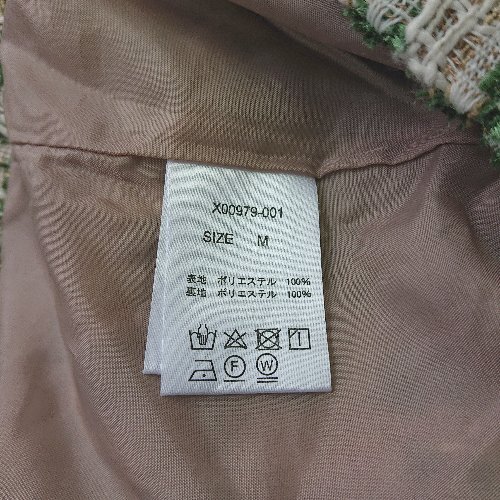 X00979-001
SIZE M
表地 ポリエステル 100%
裏地 ポリエステル 100%
F W